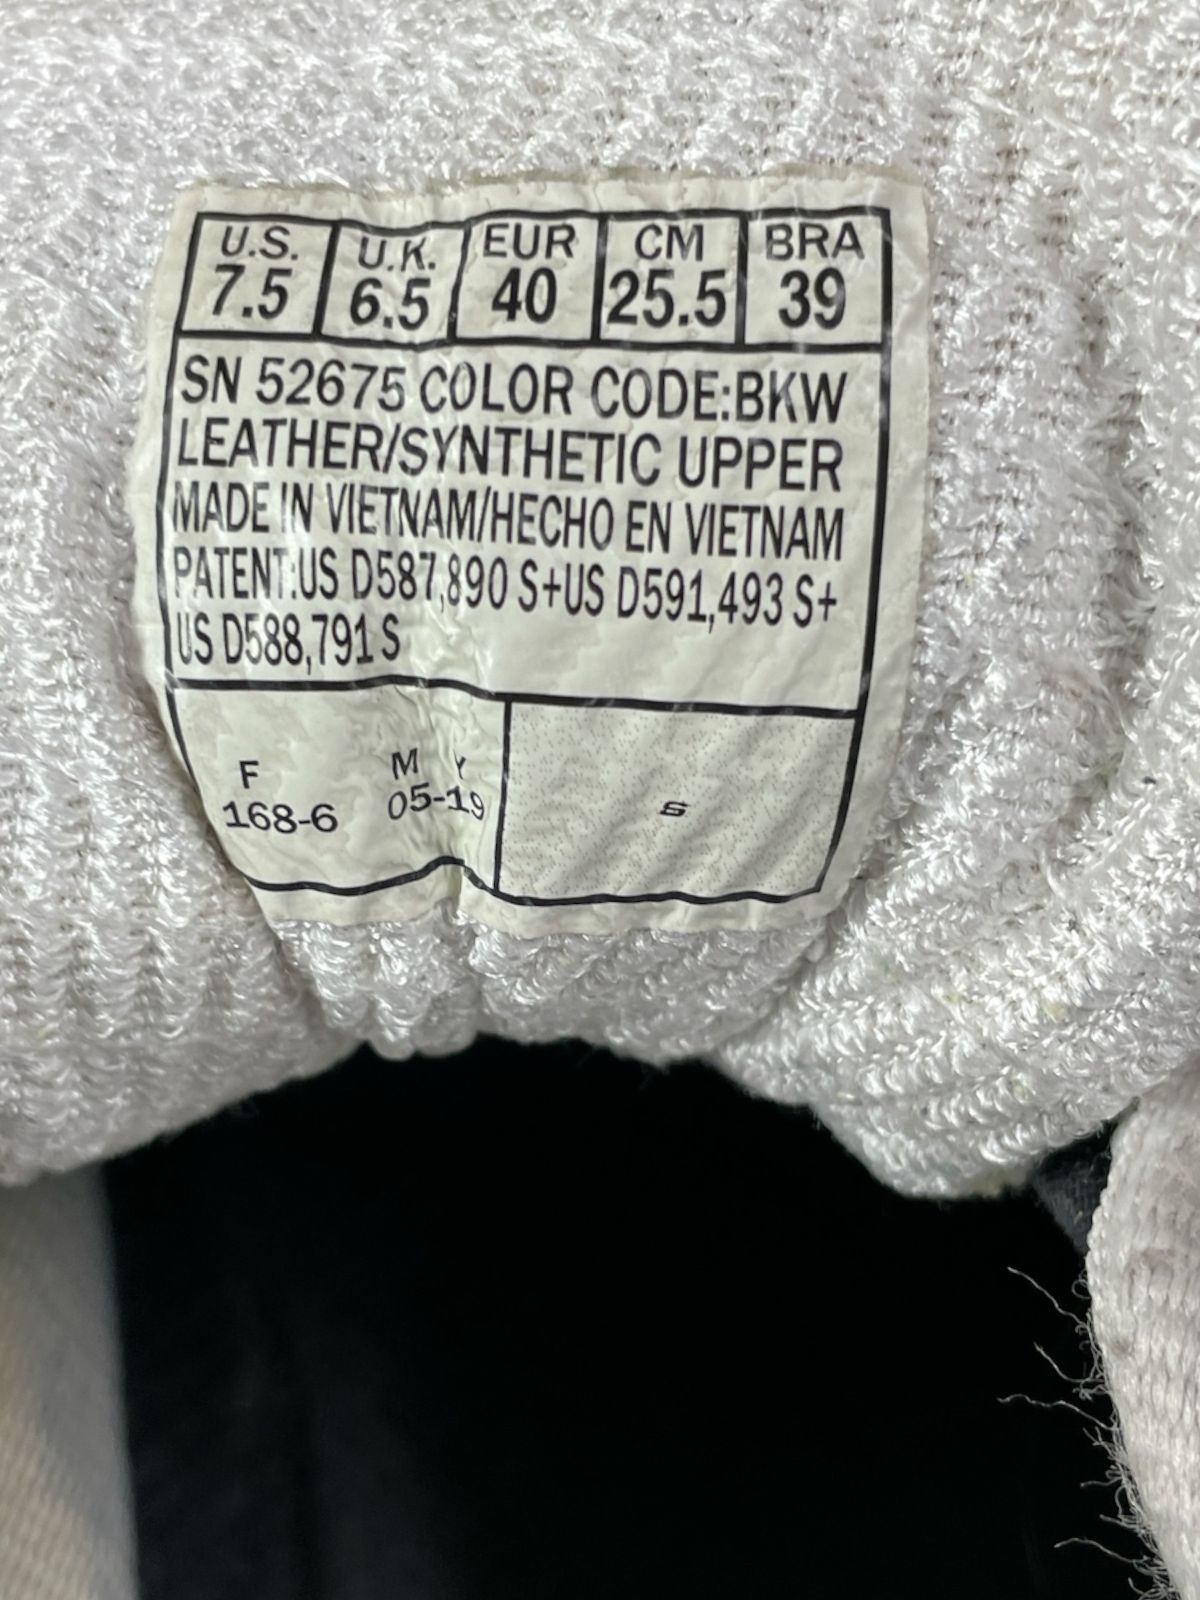 U.S. U.K. EUR CM BRA
7.5 6.5 40 25.5 39
SN 52675 COLOR CODE:BKW
LEATHER/SYNTHETIC UPPER
MADE IN VIETNAM/HECHO EN VIETNAM
PATENT:US D587,890 S+US D591,493 S+
US D588,791 S
F M Y
168-6 05-19
S